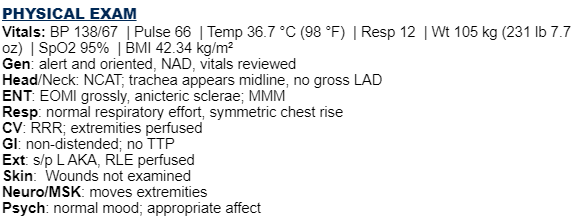 PHYSICAL EXAM
Vitals: BP 138/67 | Pulse 66 | Temp 36.7 °C (98 °F) | Resp 12 | Wt 105 kg (231 lb 7.7
oz) | SpO2 95% | BMI 42.34 kg/m²
Gen: alert and oriented, NAD, vitals reviewed
Head/Neck: NCAT; trachea appears midline, no gross LAD
ENT: EOMI grossly, anicteric sclerae; MMM
Resp: normal respiratory effort, symmetric chest rise
CV: RRR; extremities perfused
GI: non-distended; no TTP
Ext: s/p L AKA, RLE perfused
Skin: Wounds not examined
Neuro/MSK: moves extremities
Psych: normal mood; appropriate affect